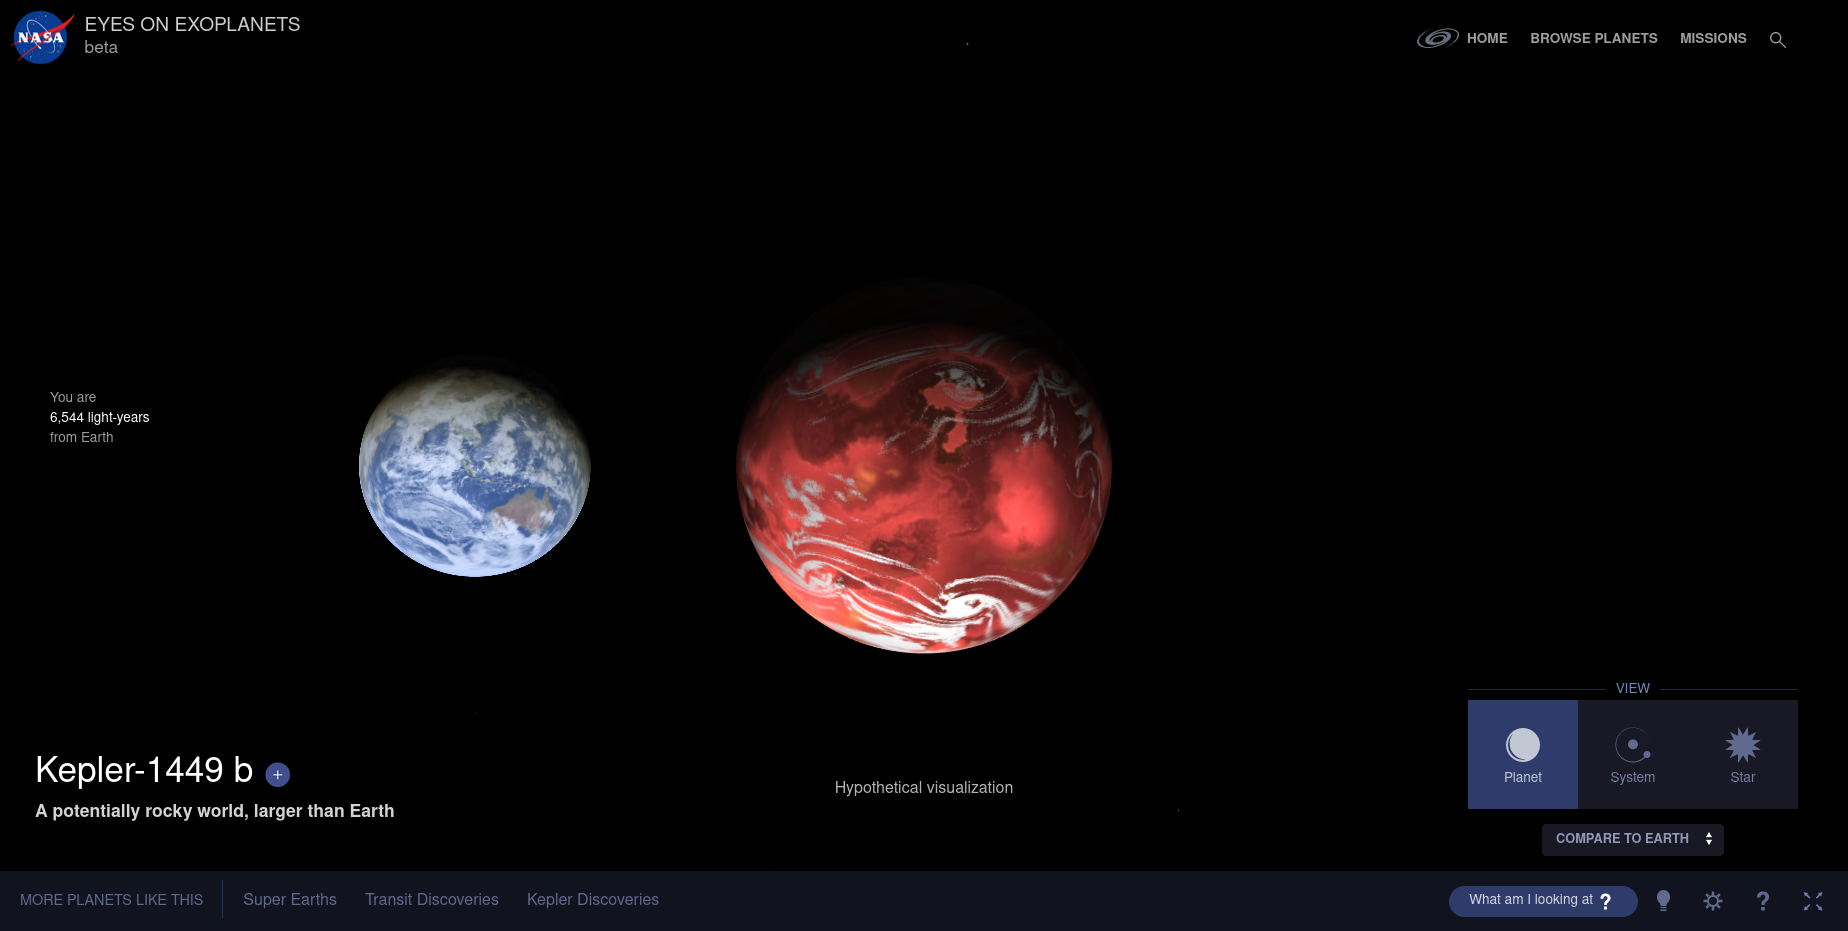 NASA
EYES ON EXOPLANETS
beta
HOME
BROWSE PLANETS
MISSIONS
You are
6,544 light-years
from Earth
VIEW
Planet
System
Star
COMPARE TO EARTH
Kepler-1449 b +
A potentially rocky world, larger than Earth
Hypothetical visualization
MORE PLANETS LIKE THIS
Super Earths
Transit Discoveries
Kepler Discoveries
What am I looking at ?
?